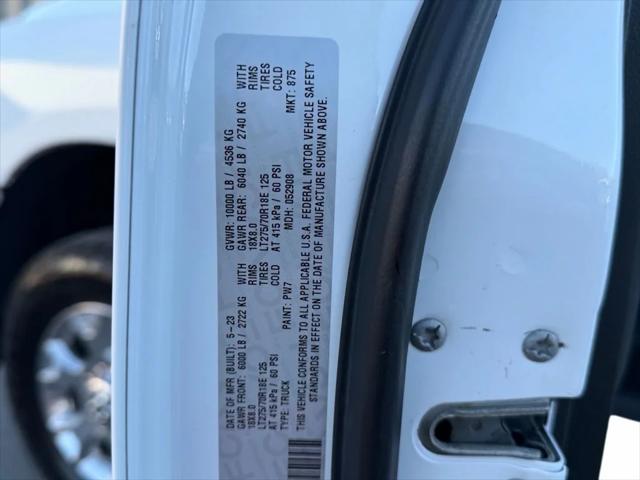 DATE OF MFR (BUILT): 5-23 GVWR: 10000 LB / 4536 KG
GAWR FRONT: 6000 LB / 2722 KG WITH GAWR REAR: 6040 LB / 2740 KG WITH
18X8.0 RIMS 18X8.0 RIMS
LT275/70R18E 125 TIRES LT275/70R18E 125 TIRES
AT 415 kPa / 60 PSI COLD AT 415 kPa / 60 PSI COLD
TYPE: TRUCK PAINT: PW7 MDH: 052908 MKT: 875
THIS VEHICLE CONFORMS TO ALL APPLICABLE U.S.A. FEDERAL MOTOR VEHICLE SAFETY
STANDARDS IN EFFECT ON THE DATE OF MANUFACTURE SHOWN ABOVE.